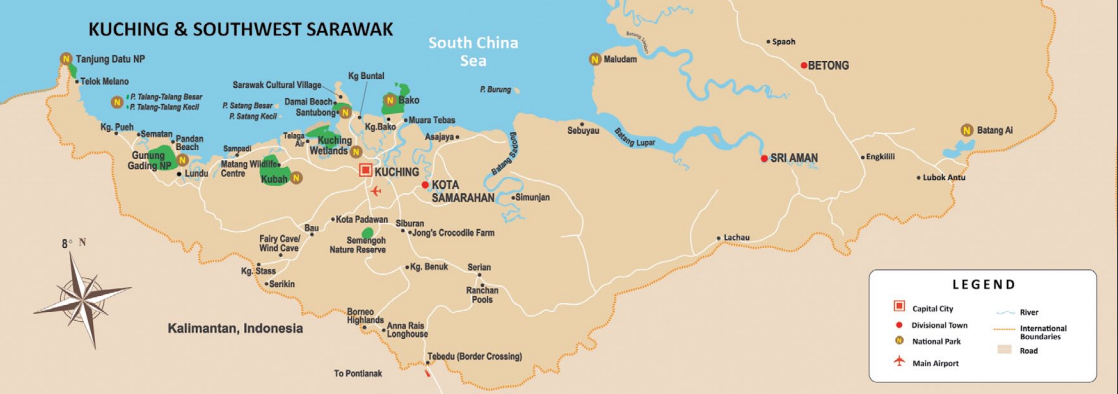 KUCHING & SOUTHWEST SARAWAK
South China
Sea
Tanjung Datu NP
Telok Melano
P. Talang-Talang Besar
P. Talang-Talang Kecil
Kg. Pueh
Sematan
Pandan
Beach
Gunung
Gading NP
Lundu
Sampadi
Matang Wildlife
Centre
Kubah
P. Satang Besar
P. Satang Kecil
Telaga
Air
Kuching
Wetlands
Sarawak Cultural Village
Damai Beach
Santubong
Kg Buntal
Bako
Kg.Bako
Muara Tebas
P. Burung
Asajaya
Batang Sadong
KUCHING
KOTA
SAMARAHAN
Simunjan
Sebuyau
Maludam
Batang Lupar
Spaoh
BETONG
SRI AMAN
Engkilili
Batang Ai
Lubok Antu
Lachau
Kota Padawan
Bau
Fairy Cave/
Wind Cave
Kg. Stass
Serikin
Semengoh
Nature Reserve
Siburan
Jong's Crocodile Farm
Kg. Benuk
Serian
Ranchan
Pools
Borneo
Highlands
Anna Rais
Longhouse
Tebedu (Border Crossing)
To Pontianak
Kalimantan, Indonesia
8° N
LEGEND
Capital City
Divisional Town
N National Park
Main Airport
River
International
Boundaries
Road